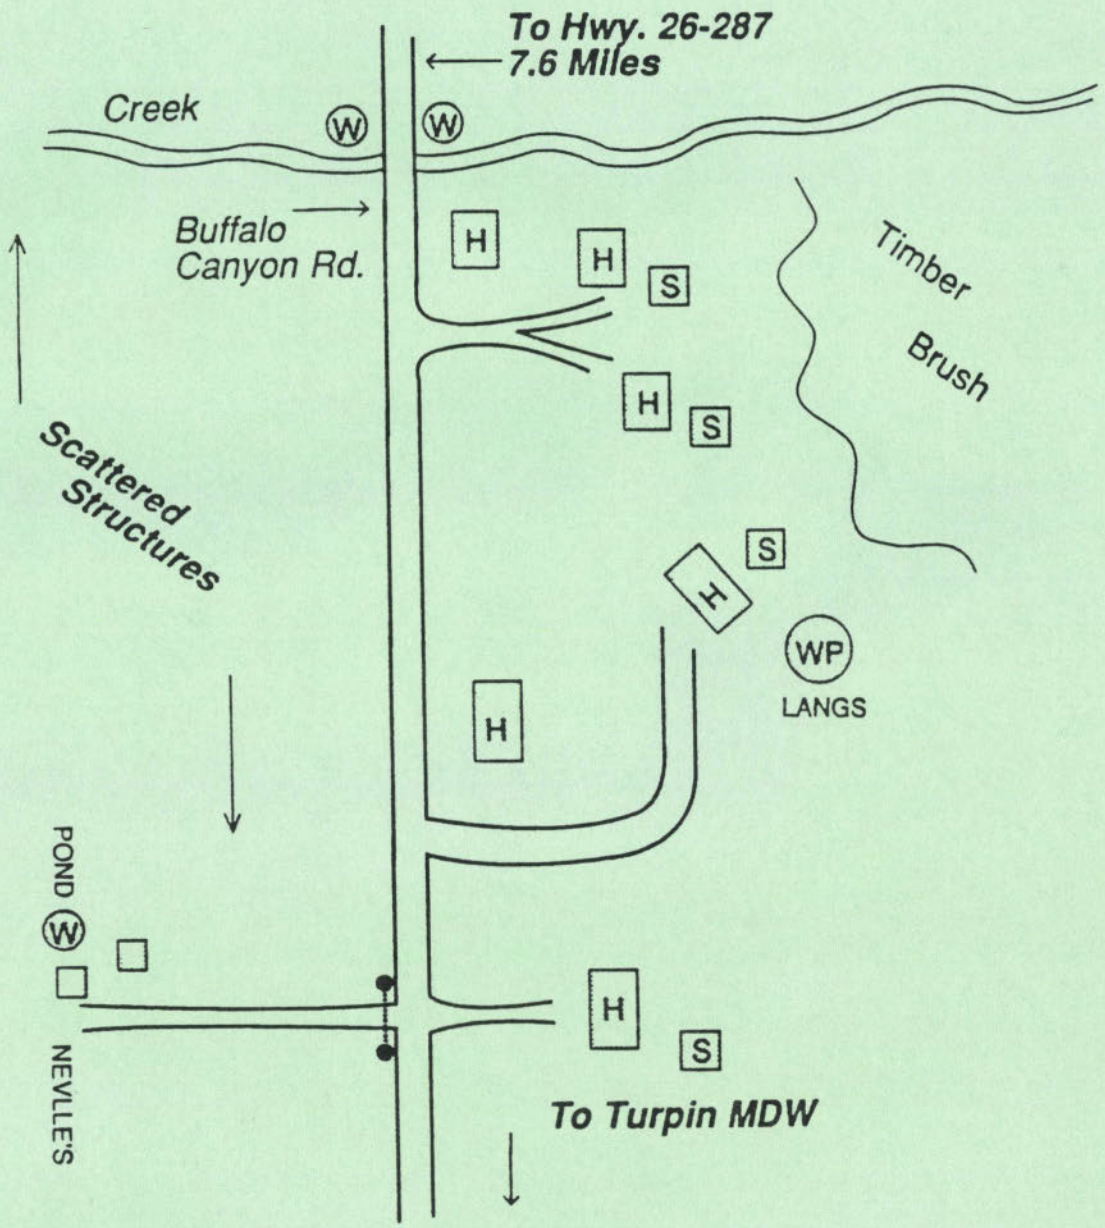 To Hwy. 26-287
7.6 Miles
Creek
W
W
Buffalo
Canyon Rd.
H
H
S
Timber
Brush
H
S
Scattered
Structures
S
H
WP
LANGS
H
POND
W
H
S
NEVLLE'S
To Turpin MDW